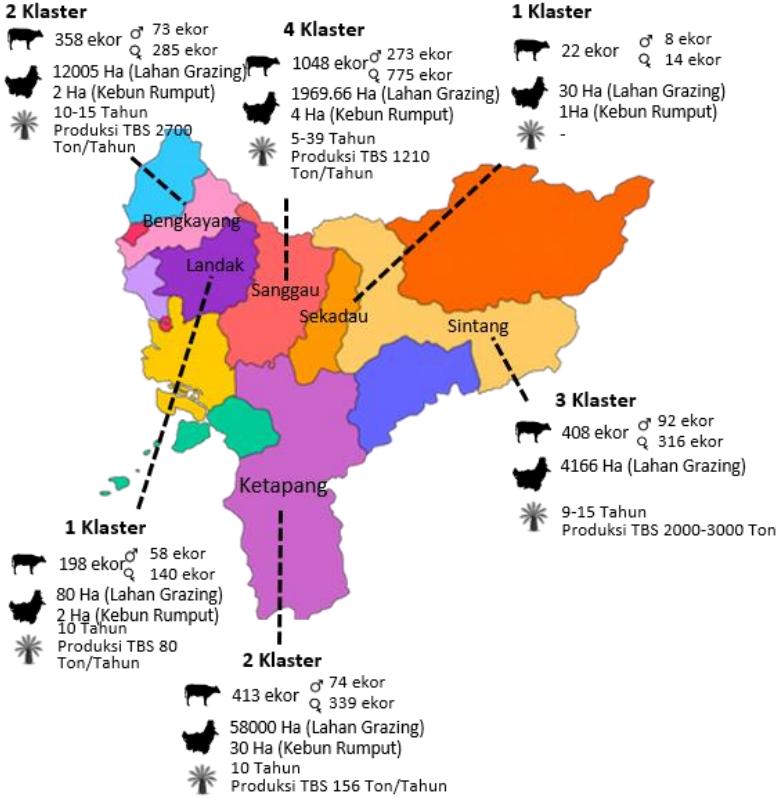 2 Klaster
358 ekor ♂ 73 ekor
♀ 285 ekor
12005 Ha (Lahan Grazing)
2 Ha (Kebun Rumput)
10-15 Tahun
Produksi TBS 2700
Ton/Tahun
4 Klaster
1048 ekor ♂ 273 ekor
♀ 775 ekor
1969.66 Ha (Lahan Grazing)
4 Ha (Kebun Rumput)
5-39 Tahun
Produksi TBS 1210
Ton/Tahun
1 Klaster
22 ekor ♂ 8 ekor
♀ 14 ekor
30 Ha (Lahan Grazing)
1Ha (Kebun Rumput)
-
Bengkayang
Landak
Sanggau
Sekadau
Sintang
Ketapang
3 Klaster
408 ekor ♂ 92 ekor
♀ 316 ekor
4166 Ha (Lahan Grazing)
9-15 Tahun
Produksi TBS 2000-3000 Ton
1 Klaster
198 ekor ♂ 58 ekor
♀ 140 ekor
80 Ha (Lahan Grazing)
2 Ha (Kebun Rumput)
10 Tahun
Produksi TBS 80
Ton/Tahun
2 Klaster
413 ekor ♂ 74 ekor
♀ 339 ekor
58000 Ha (Lahan Grazing)
30 Ha (Kebun Rumput)
10 Tahun
Produksi TBS 156 Ton/Tahun